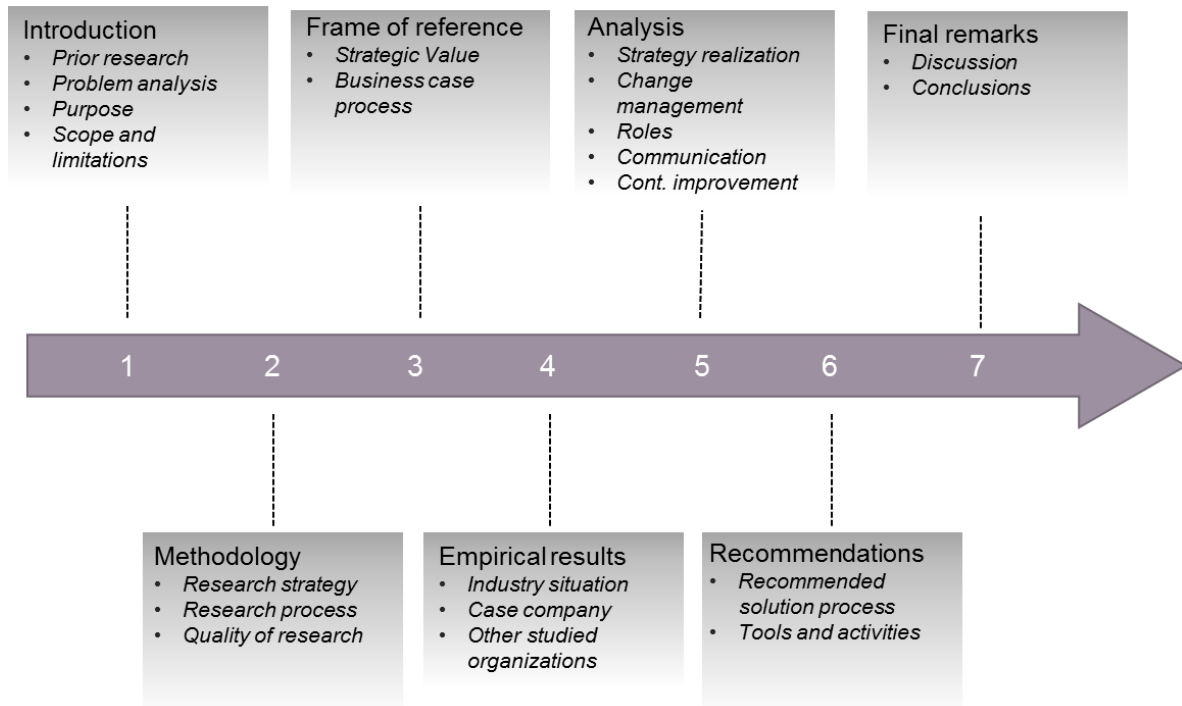 Introduction
• Prior research
• Problem analysis
• Purpose
• Scope and
limitations
Frame of reference
• Strategic Value
• Business case
process
Analysis
• Strategy realization
• Change
management
• Roles
• Communication
• Cont. improvement
Final remarks
• Discussion
• Conclusions
1 2 3 4 5 6 7
Methodology
• Research strategy
• Research process
• Quality of research
Empirical results
• Industry situation
• Case company
• Other studied
organizations
Recommendations
• Recommended
solution process
• Tools and activities